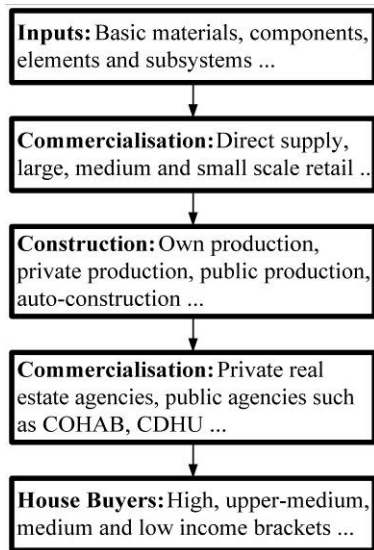 Inputs: Basic materials, components,
elements and subsystems ...
Commercialisation: Direct supply,
large, medium and small scale retail ..
Construction: Own production,
private production, public production,
auto-construction ...
Commercialisation: Private real
estate agencies, public agencies such
as COHAB, CDHU ...
House Buyers: High, upper-medium,
medium and low income brackets ...